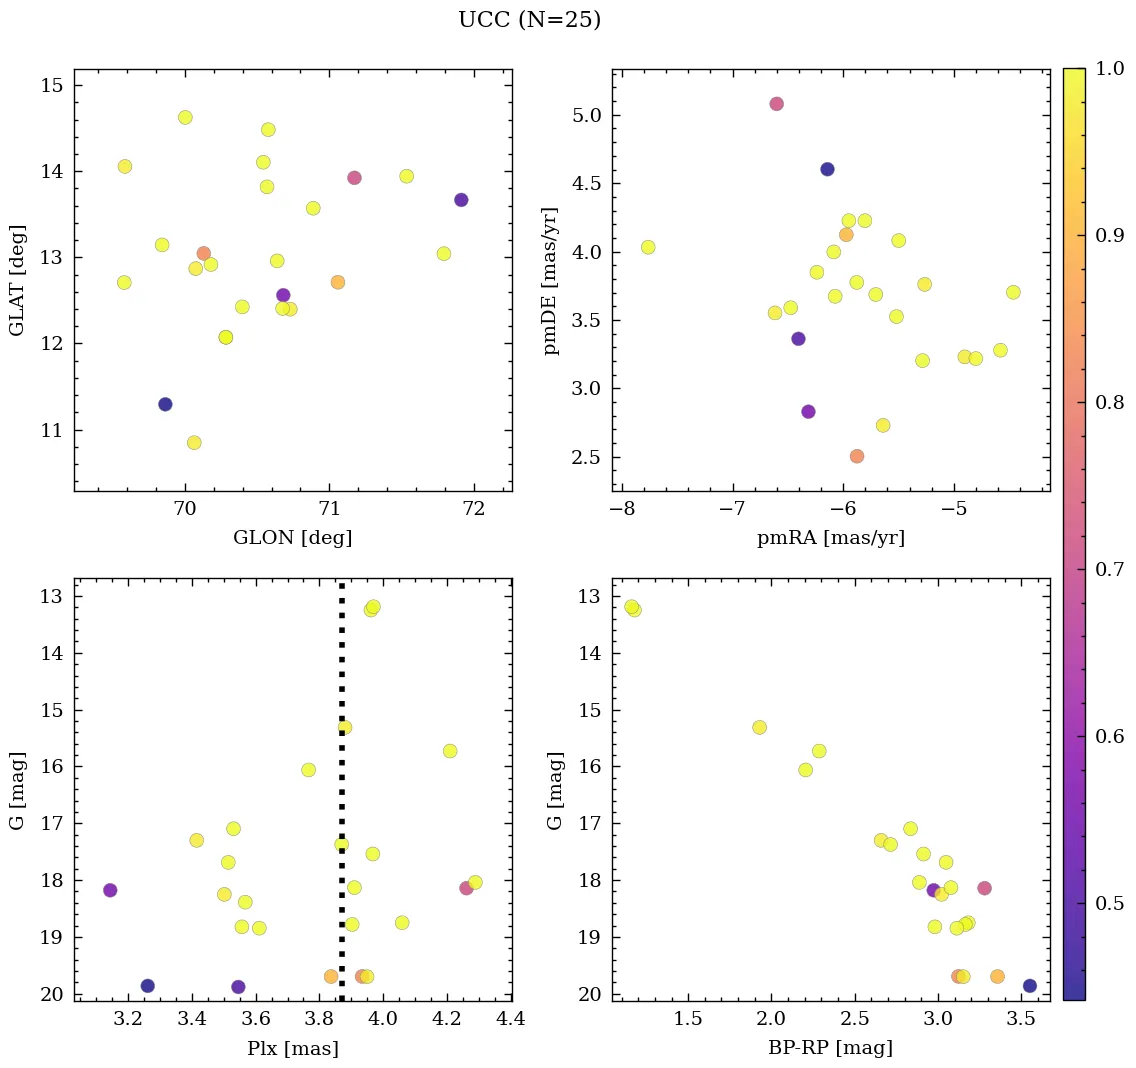 UCC (N=25)
15
14
13
12
11
GLAT [deg]
70 71 72
GLON [deg]
5.0
4.5
4.0
3.5
3.0
2.5
pmDE [mas/yr]
−8 −7 −6 −5
pmRA [mas/yr]
1.0
0.9
0.8
0.7
0.6
0.5
13
14
15
16
17
18
19
20
G [mag]
3.2 3.4 3.6 3.8 4.0 4.2 4.4
Plx [mas]
13
14
15
16
17
18
19
20
G [mag]
1.5 2.0 2.5 3.0 3.5
BP-RP [mag]